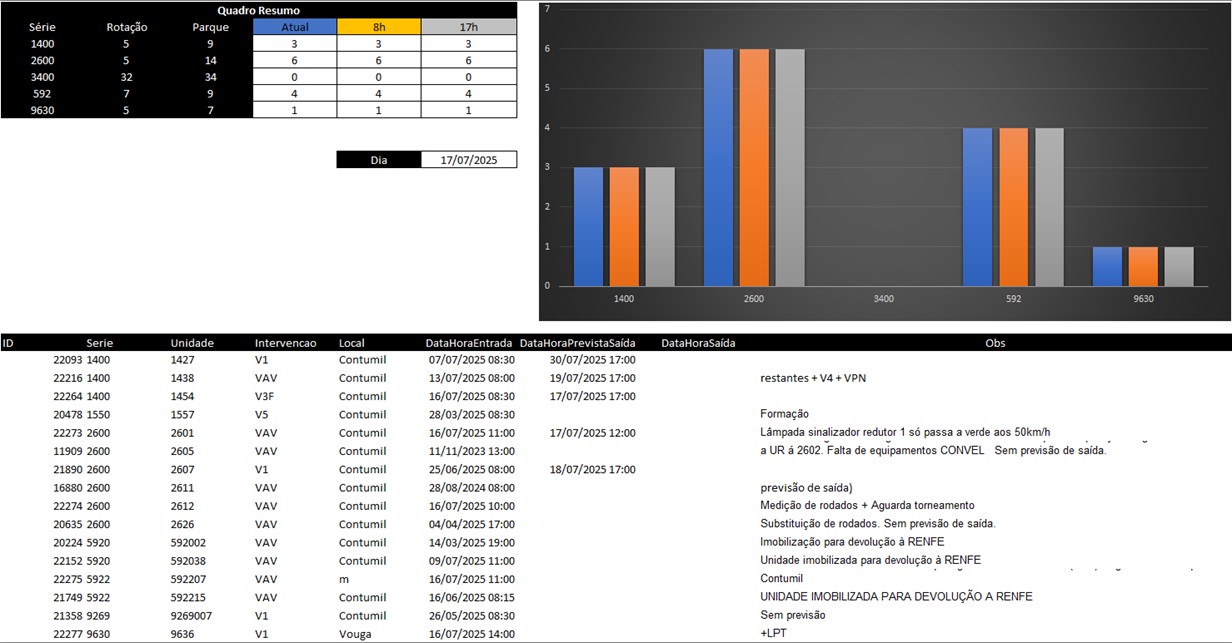 Quadro Resumo
Série Rotação Parque Atual 8h 17h
1400 5 9 3 3 3
2600 5 14 6 6 6
3400 32 34 0 0 0
592 7 9 4 4 4
9630 5 7 1 1 1
Dia 17/07/2025
7
6
5
4
3
2
1
0
1400 2600 3400 592 9630
ID Serie Unidade Intervencao Local DataHoraEntrada DataHoraPrevistaSaída DataHoraSaída Obs
22093 1400 1427 V1 Contumil 07/07/2025 08:30 30/07/2025 17:00
22216 1400 1438 VAV Contumil 13/07/2025 08:00 19/07/2025 17:00 restantes + V4 + VPN
22264 1400 1454 V3F Contumil 16/07/2025 08:30 17/07/2025 17:00
20478 1550 1557 V5 Contumil 28/03/2025 08:30 Formação
22273 2600 2601 VAV Contumil 16/07/2025 11:00 17/07/2025 12:00 Lâmpada sinalizador redutor 1 só passa a verde aos 50km/h
11909 2600 2605 VAV Contumil 11/11/2023 13:00 a UR á 2602. Falta de equipamentos CONVEL Sem previsão de saída.
21890 2600 2607 V1 Contumil 25/06/2025 08:00 18/07/2025 17:00
16880 2600 2611 VAV Contumil 28/08/2024 08:00 previsão de saída)
22274 2600 2612 VAV Contumil 16/07/2025 10:00 Medição de rodados + Aguarda torneamento
20635 2600 2626 VAV Contumil 04/04/2025 17:00 Substituição de rodados. Sem previsão de saída.
20224 5920 592002 VAV Contumil 14/03/2025 19:00 Imobilização para devolução à RENFE
22152 5920 592038 VAV Contumil 09/07/2025 11:00 Unidade imobilizada para devolução à RENFE
22275 5922 592207 VAV m 16/07/2025 11:00 Contumil
21749 5922 592215 VAV Contumil 16/06/2025 08:15 UNIDADE IMOBILIZADA PARA DEVOLUÇÃO A RENFE
21358 9269 9269007 V1 Contumil 26/05/2025 08:30 Sem previsão
22277 9630 9636 V1 Vouga 16/07/2025 14:00 +LPT